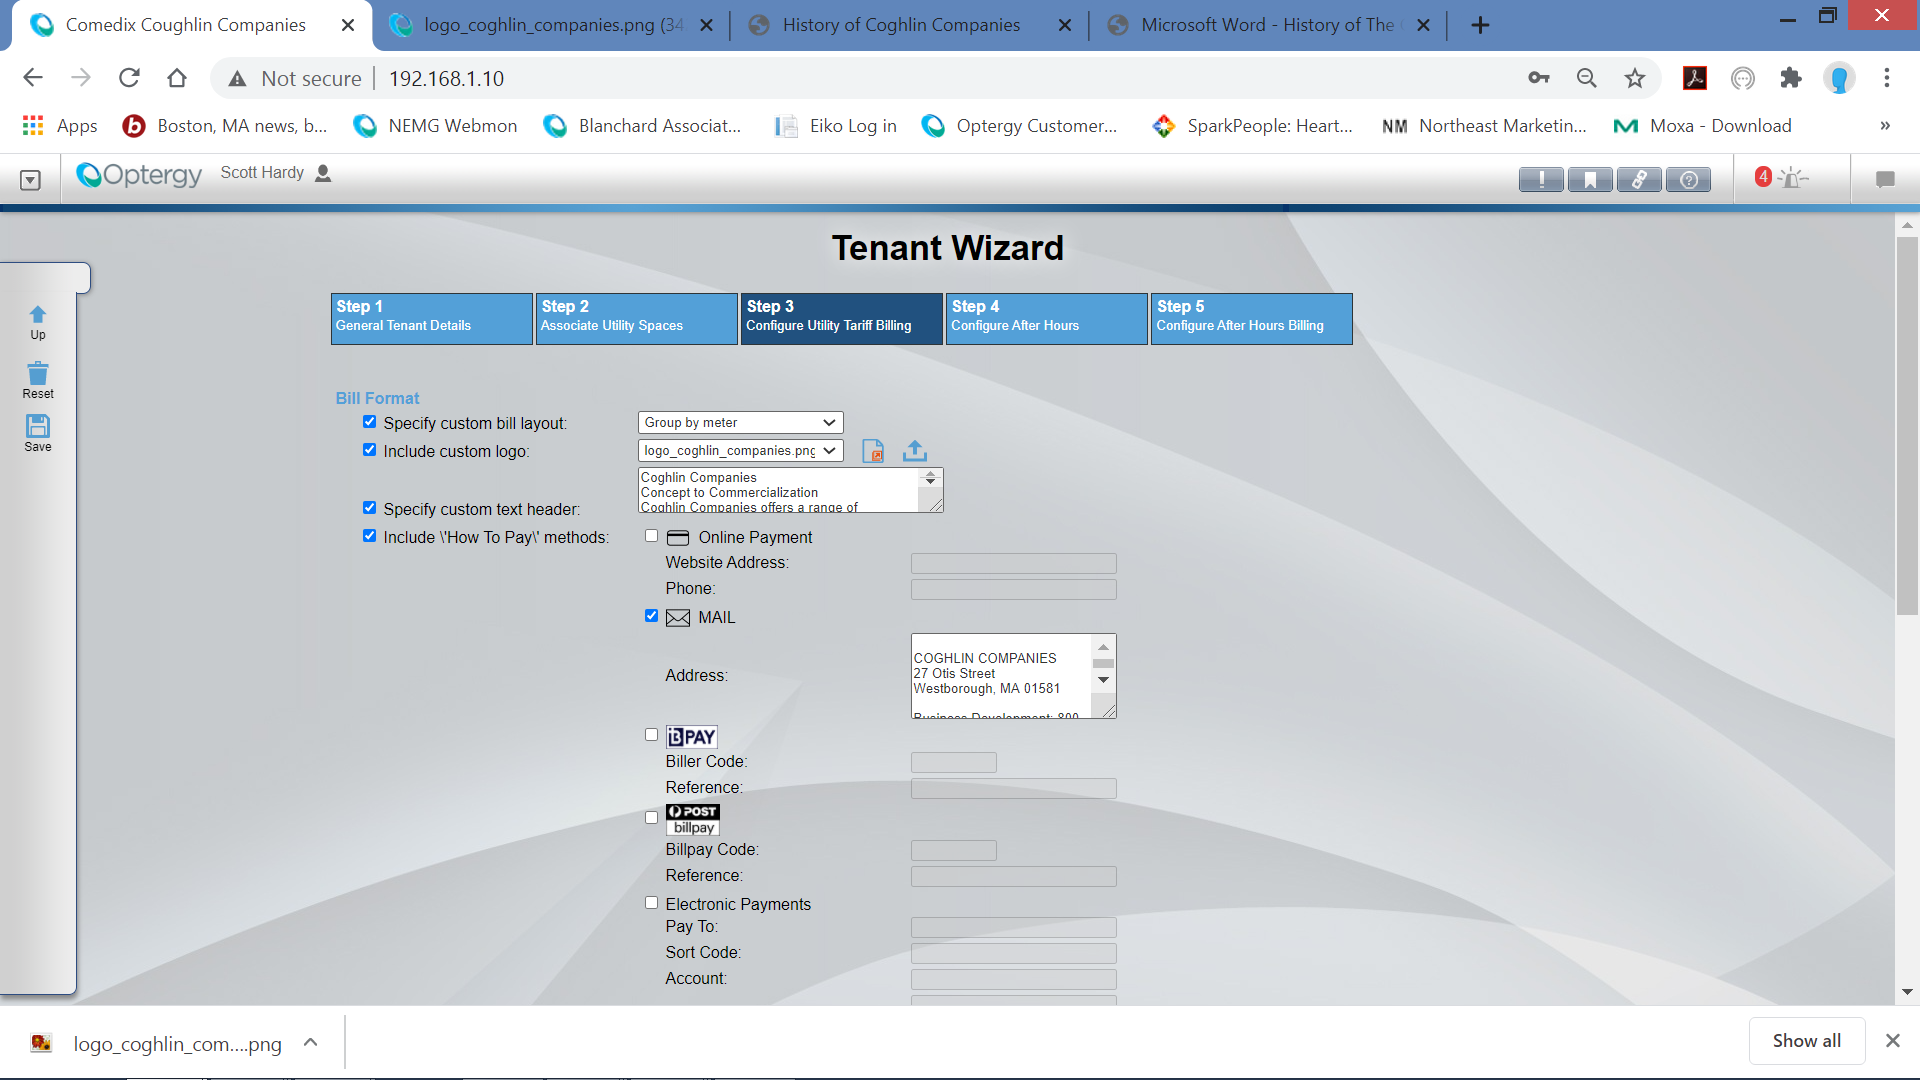 Comedix Coughlin Companies
logo_coghlin_companies.png (34
History of Coghlin Companies
Microsoft Word - History of The
Not secure
192.168.1.10
Apps
Boston, MA news, b...
NEMG Webmon
Blanchard Associat...
Eiko Log in
Optergy Customer...
SparkPeople: Heart...
NM Northeast Marketin...
Moxa - Download
»
Optergy
Scott Hardy
4
Tenant Wizard
Up
Reset
Save
Step 1
General Tenant Details
Step 2
Associate Utility Spaces
Step 3
Configure Utility Tariff Billing
Step 4
Configure After Hours
Step 5
Configure After Hours Billing
Bill Format
Specify custom bill layout:
Group by meter
Include custom logo:
logo_coghlin_companies.png
Coghlin Companies
Concept to Commercialization
Coghlin Companies offers a range of
Specify custom text header:
Include \'How To Pay\' methods:
Online Payment
Website Address:
Phone:
MAIL
Address:
COGHLIN COMPANIES
27 Otis Street
Westborough, MA 01581
Business Development: 800
BPAY
Biller Code:
Reference:
POST
billpay
Billpay Code:
Reference:
Electronic Payments
Pay To:
Sort Code:
Account:
logo_coghlin_com....png
Show all